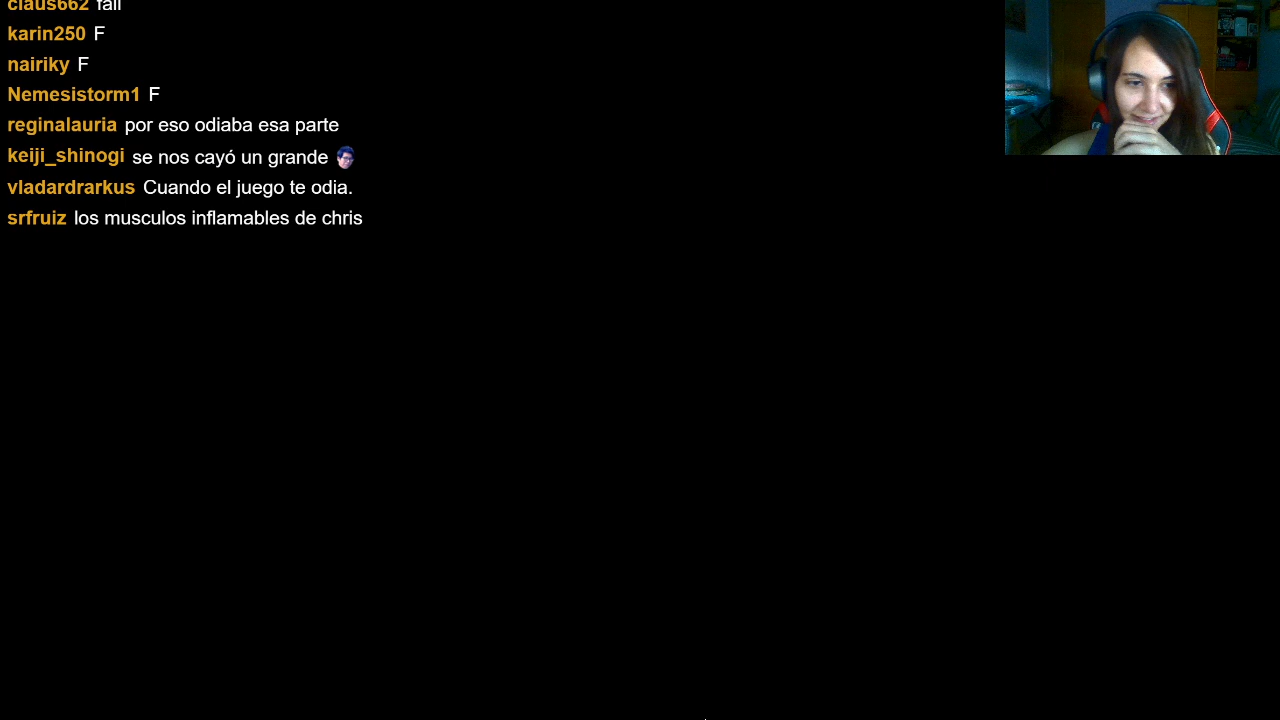 claus662 fail
karin250 F
nairiky F
Nemesistorm1 F
reginalauria por eso odiaba esa parte
keiji_shinogi se nos cayó un grande
vladardrarkus Cuando el juego te odia.
srfruiz los musculos inflamables de chris